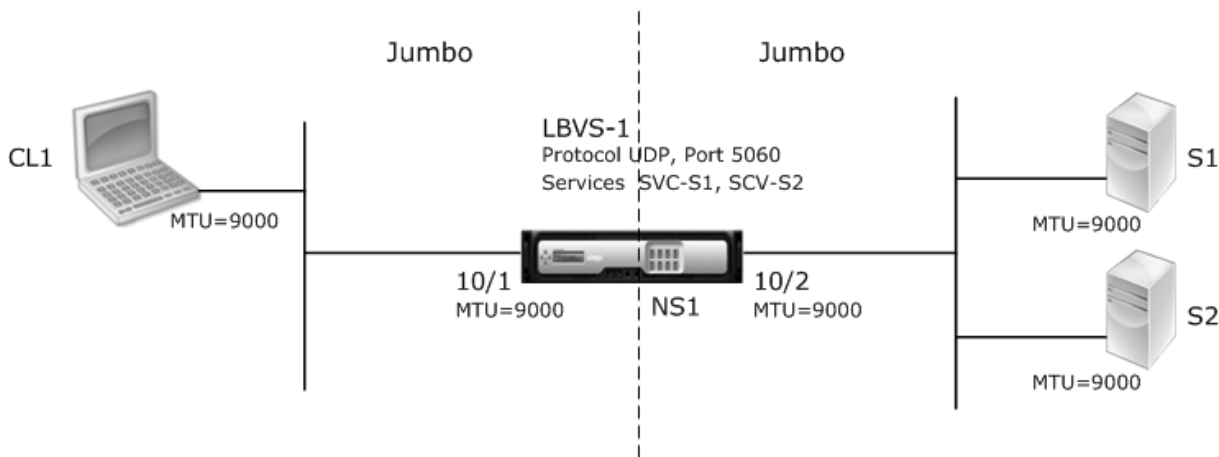 Jumbo
Jumbo
LBVS-1
Protocol UDP, Port 5060
Services SVC-S1, SCV-S2
CL1
MTU=9000
10/1
MTU=9000
NS1
10/2
MTU=9000
S1
MTU=9000
S2
MTU=9000